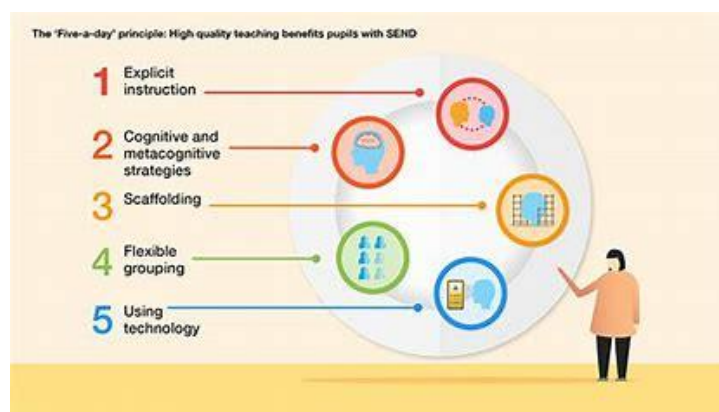 The 'Five-a-day' principle: High quality teaching benefits pupils with SEND
1 Explicit
instruction
2 Cognitive and
metacognitive
strategies
3 Scaffolding
4 Flexible
grouping
5 Using
technology